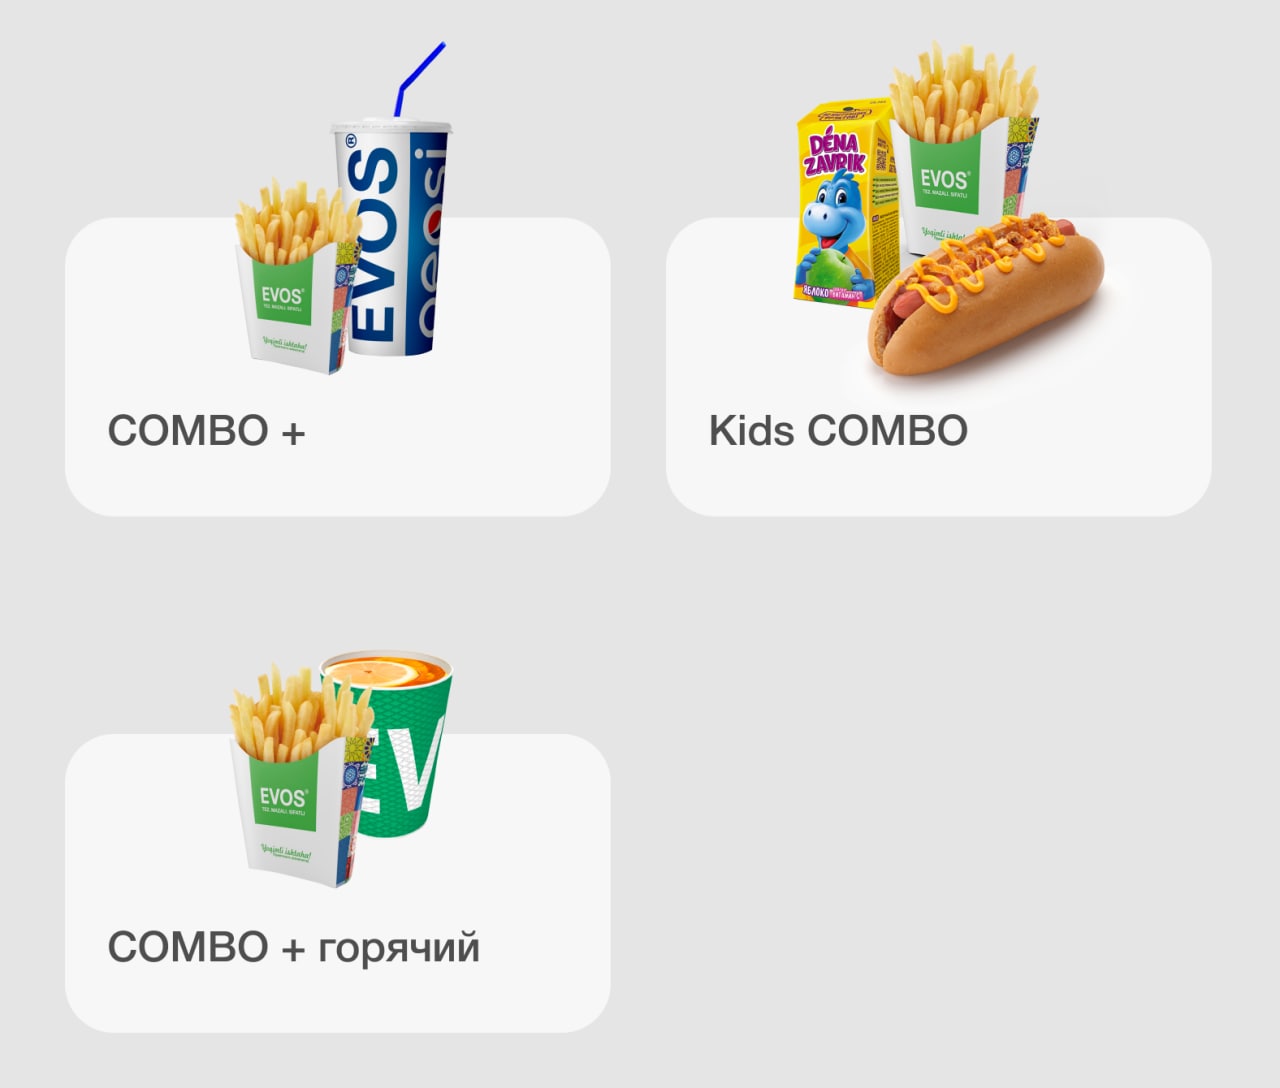 EVOS®
pepsi
EVOS®
TEZ, MAZALI, SIFATLI
Yoqimli ishtaha!
COMBO +
DÉNA
ZAVRIK
ЯБЛОКО
EVOS®
TEZ, MAZALI, SIFATLI
Yoqimli ishtaha!
Kids COMBO
EV
EVOS®
TEZ, MAZALI, SIFATLI
Yoqimli ishtaha!
COMBO + горячий